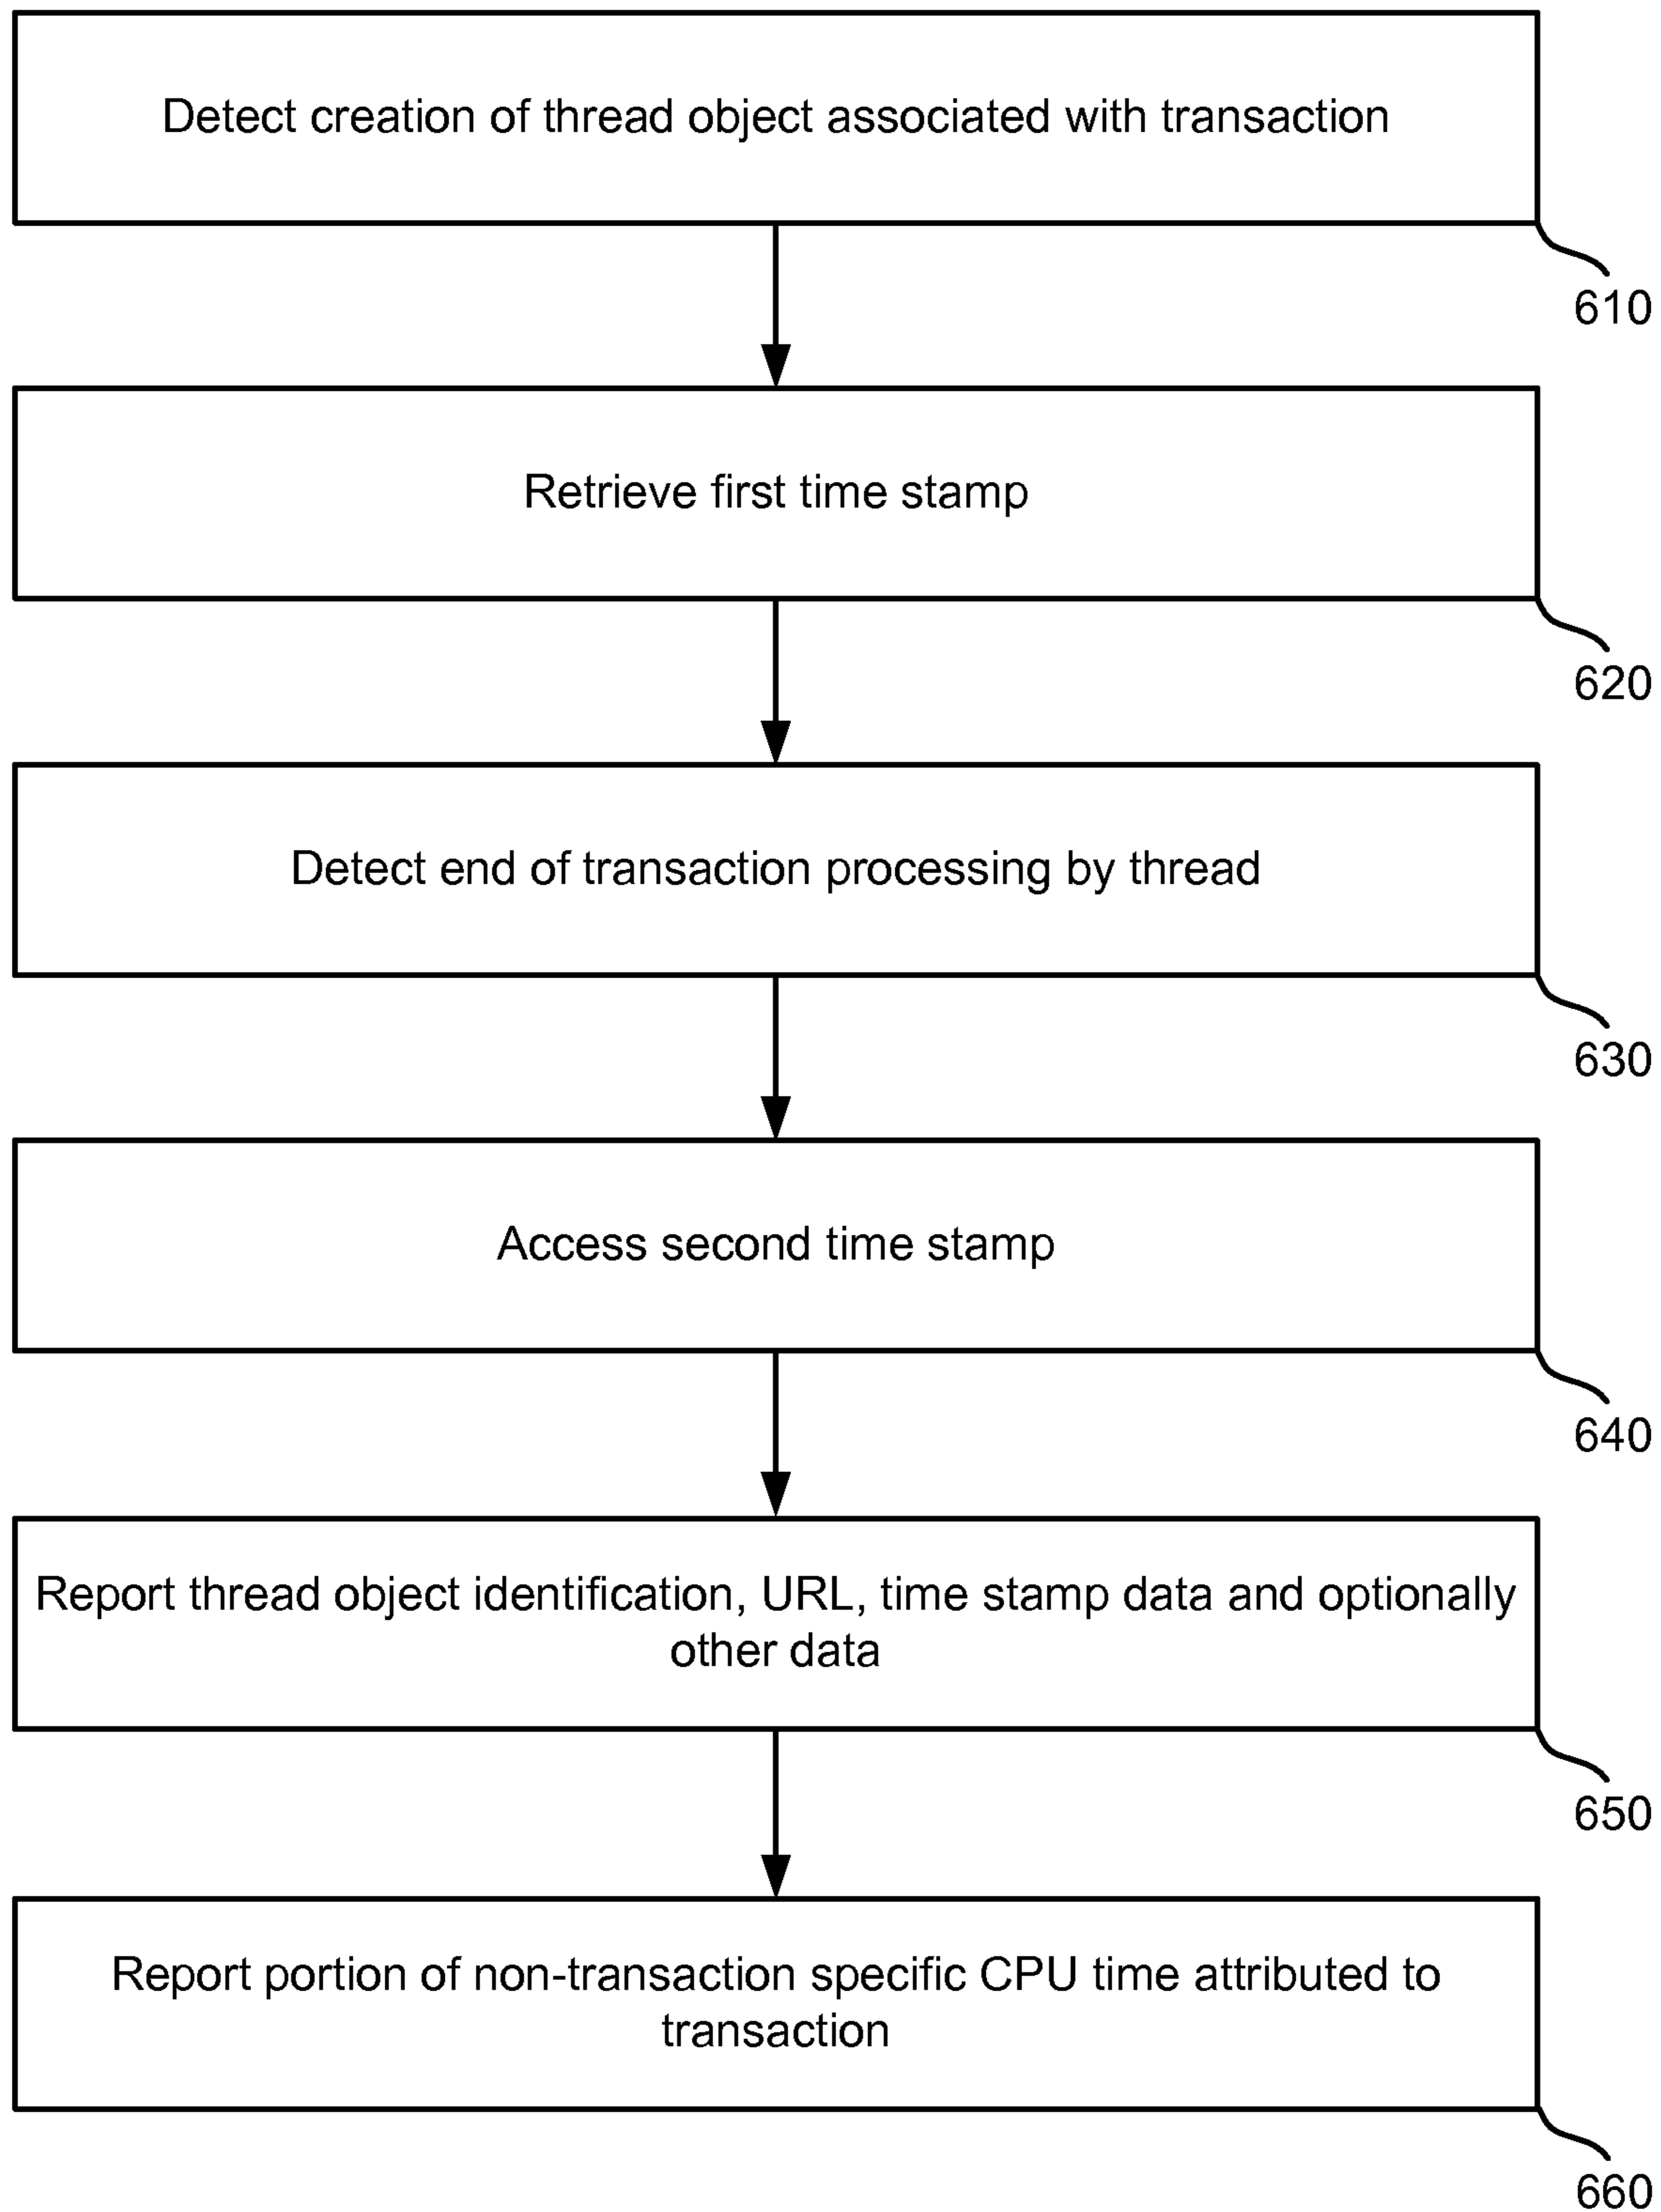 Detect creation of thread object associated with transaction
610
Retrieve first time stamp
620
Detect end of transaction processing by thread
630
Access second time stamp
640
Report thread object identification, URL, time stamp data and optionally
other data
650
Report portion of non-transaction specific CPU time attributed to
transaction
660